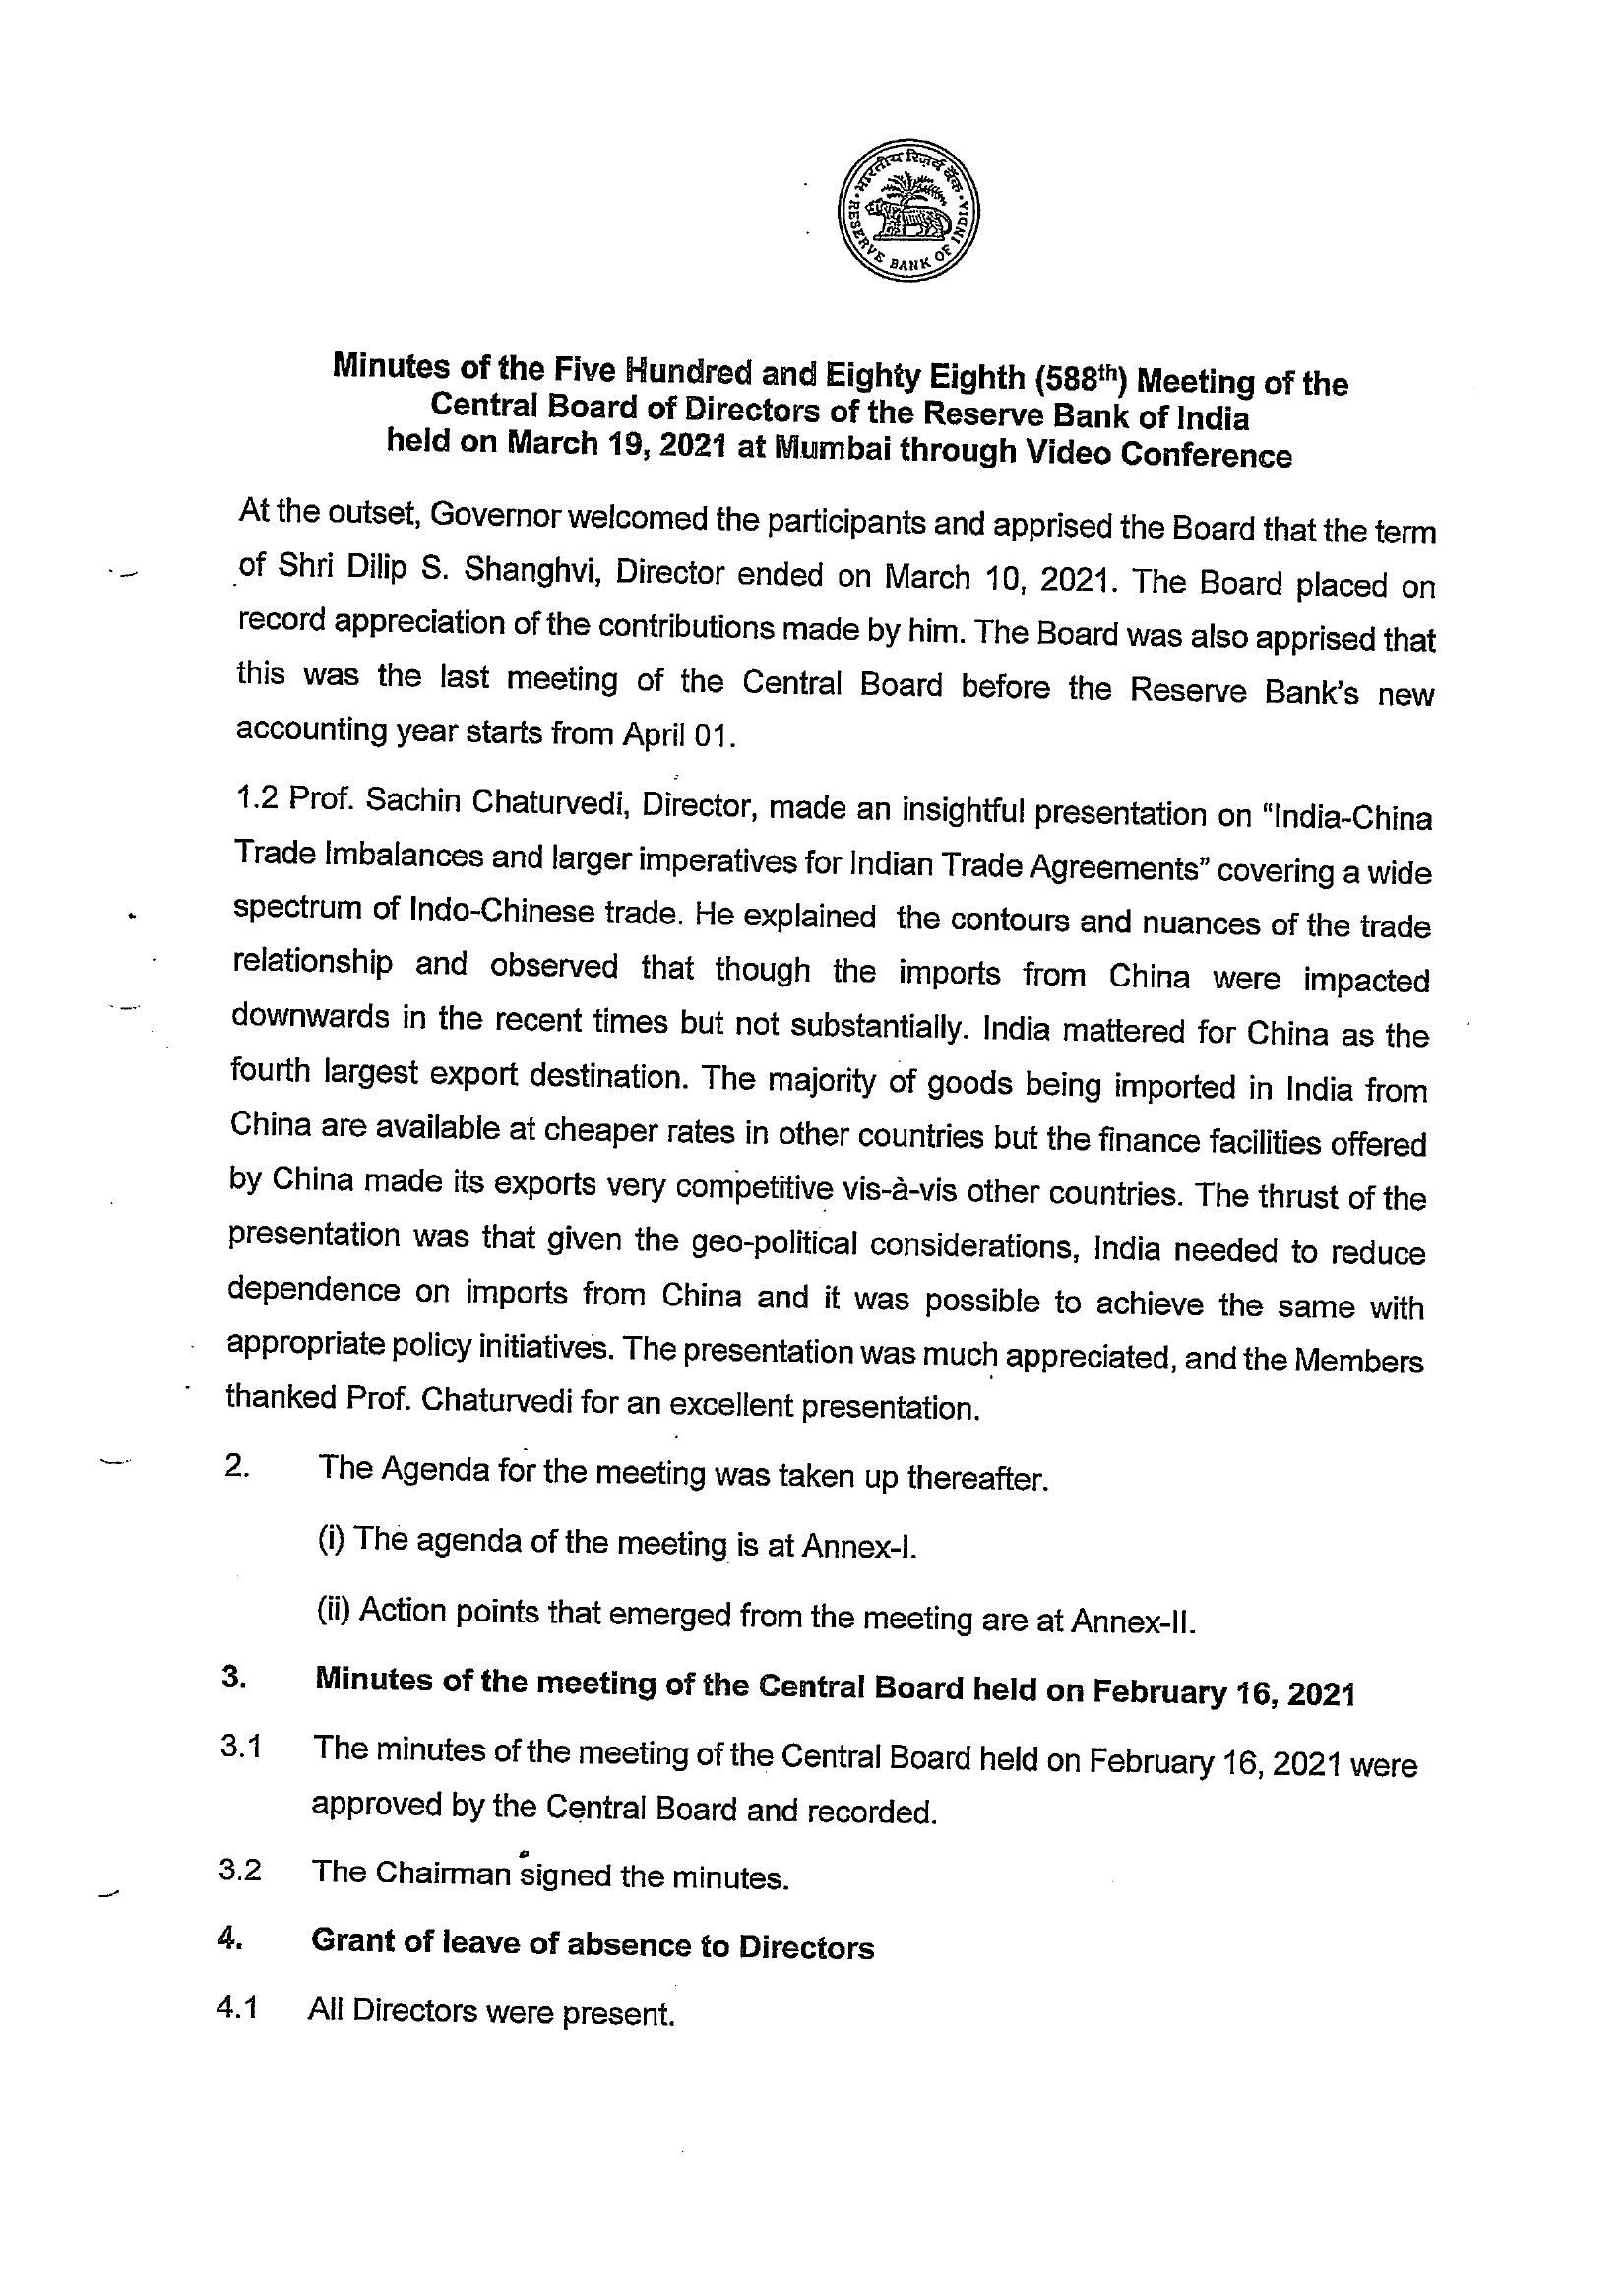 भारतीय रिज़र्व बैंक
RESERVE BANK OF INDIA
Minutes of the Five Hundred and Eighty Eighth (588th) Meeting of the
Central Board of Directors of the Reserve Bank of India
held on March 19, 2021 at Mumbai through Video Conference
At the outset, Governor welcomed the participants and apprised the Board that the term
of Shri Dilip S. Shanghvi, Director ended on March 10, 2021. The Board placed on
record appreciation of the contributions made by him. The Board was also apprised that
this was the last meeting of the Central Board before the Reserve Bank's new
accounting year starts from April 01.
1.2 Prof. Sachin Chaturvedi, Director, made an insightful presentation on “India-China
Trade Imbalances and larger imperatives for Indian Trade Agreements” covering a wide
spectrum of Indo-Chinese trade. He explained the contours and nuances of the trade
relationship and observed that though the imports from China were impacted
downwards in the recent times but not substantially. India mattered for China as the
fourth largest export destination. The majority of goods being imported in India from
China are available at cheaper rates in other countries but the finance facilities offered
by China made its exports very competitive vis-à-vis other countries. The thrust of the
presentation was that given the geo-political considerations, India needed to reduce
dependence on imports from China and it was possible to achieve the same with
appropriate policy initiatives. The presentation was much appreciated, and the Members
thanked Prof. Chaturvedi for an excellent presentation.
2. The Agenda for the meeting was taken up thereafter.
(i) The agenda of the meeting is at Annex-I.
(ii) Action points that emerged from the meeting are at Annex-II.
3. Minutes of the meeting of the Central Board held on February 16, 2021
3.1 The minutes of the meeting of the Central Board held on February 16, 2021 were
approved by the Central Board and recorded.
3.2 The Chairman signed the minutes.
4. Grant of leave of absence to Directors
4.1 All Directors were present.